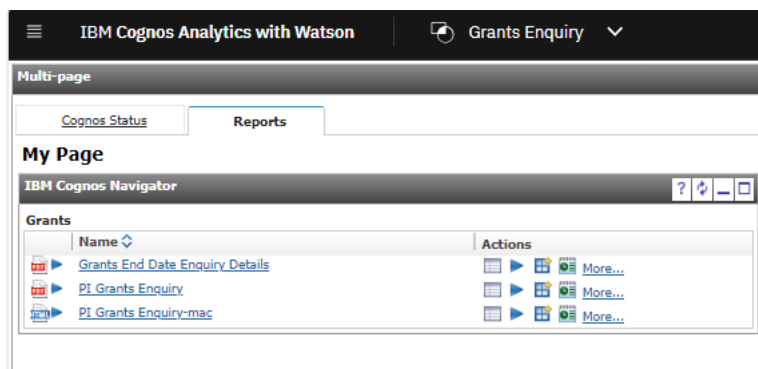 IBM Cognos Analytics with Watson Grants Enquiry
Multi-page
Cognos Status Reports
My Page
IBM Cognos Navigator ?
Grants
Name Actions
Grants End Date Enquiry Details More...
PI Grants Enquiry More...
PI Grants Enquiry-mac More...